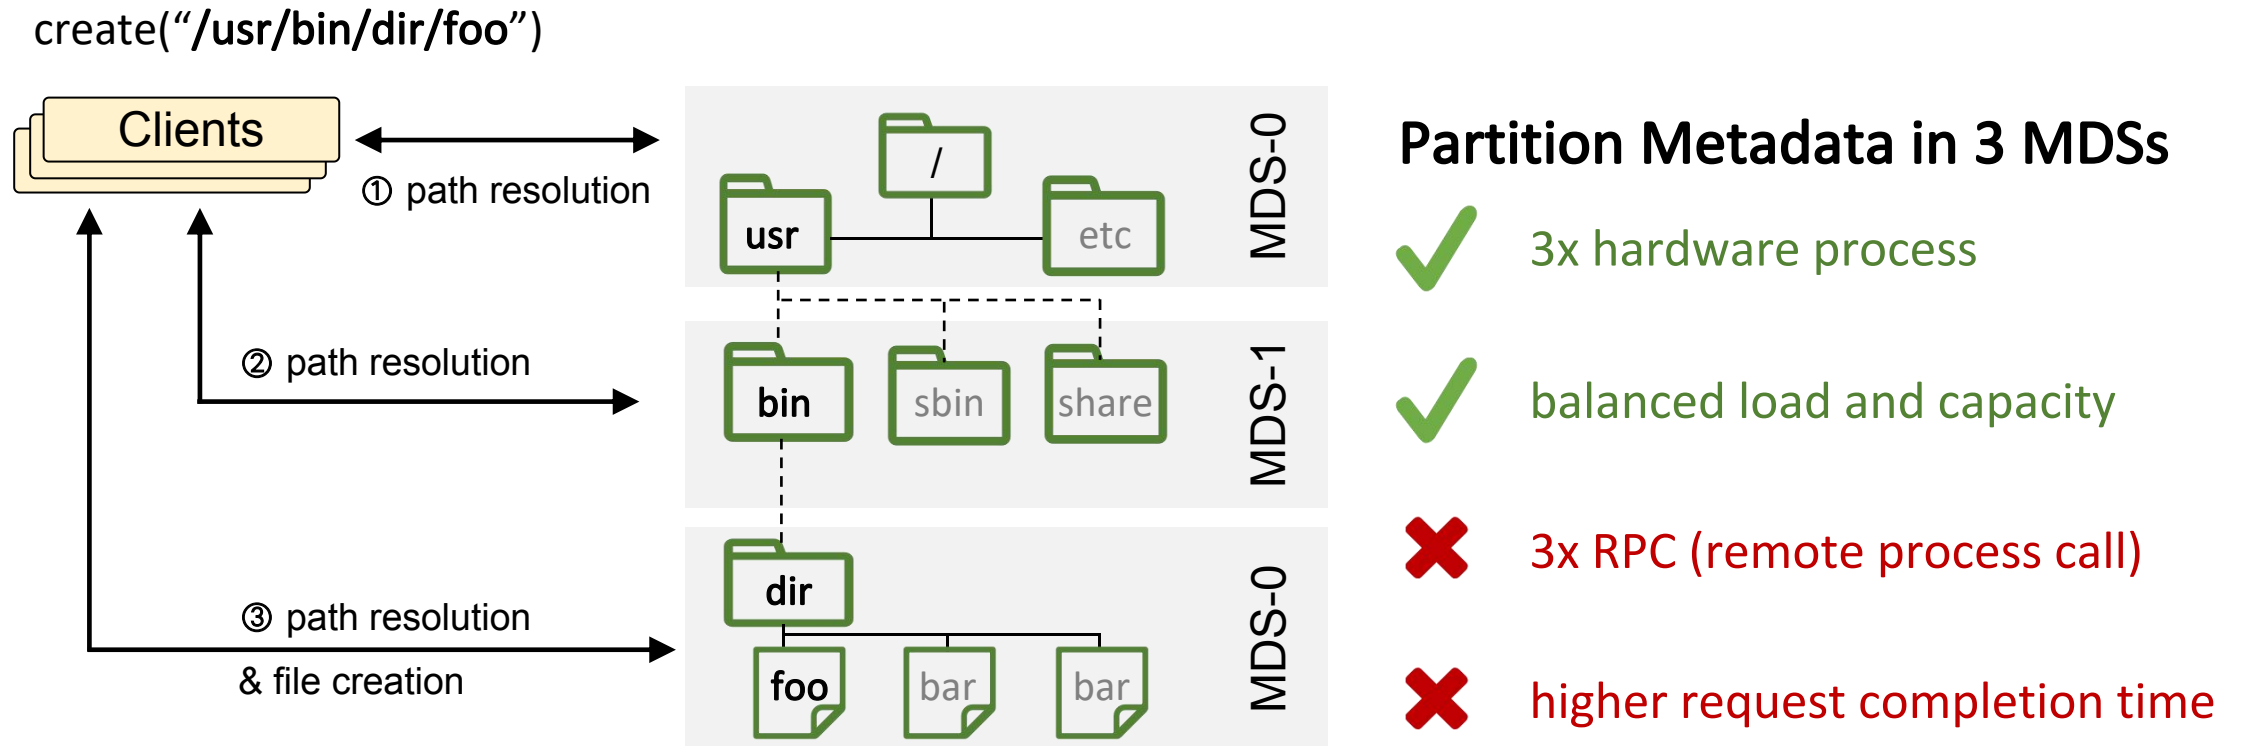 create(“/usr/bin/dir/foo”)
Clients
① path resolution
② path resolution
③ path resolution
& file creation
/
usr
etc
MDS-0
bin
sbin
share
MDS-1
dir
foo
bar
bar
MDS-0
Partition Metadata in 3 MDSs
3x hardware process
balanced load and capacity
3x RPC (remote process call)
higher request completion time